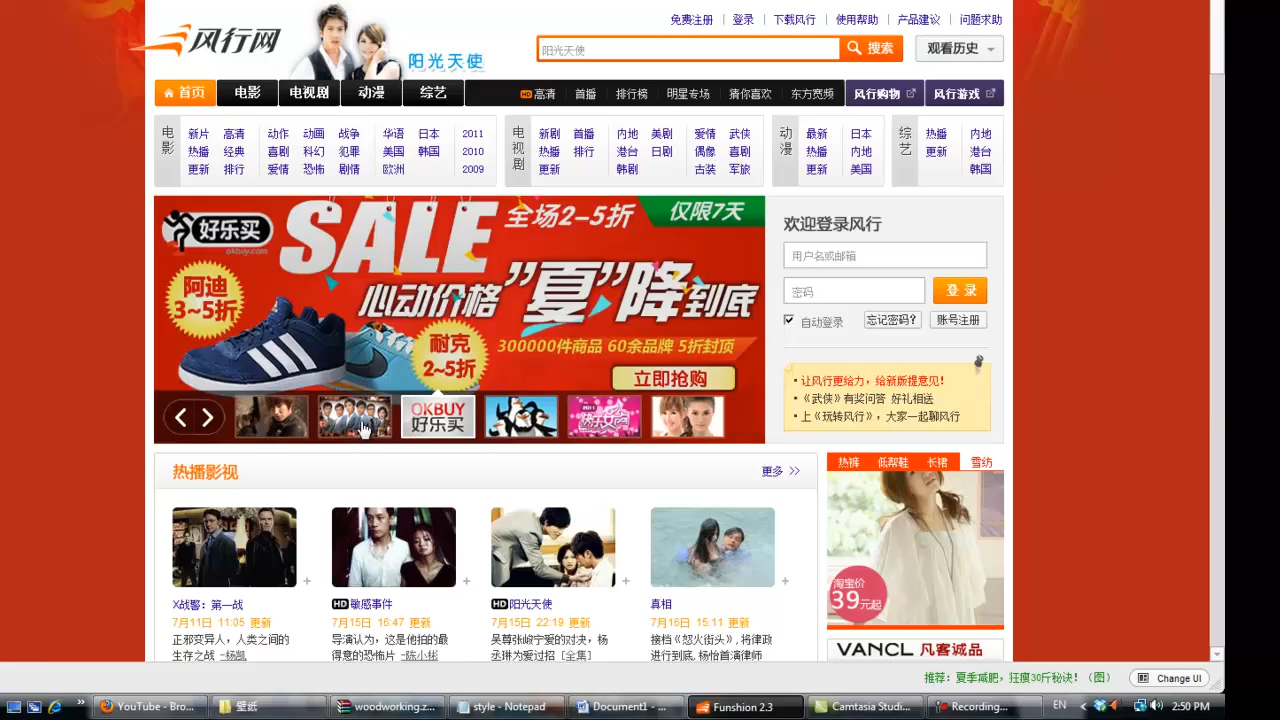 风行网
阳光天使
免费注册 登录 下载风行 使用帮助 产品建议 问题求助
阳光天使 搜索 观看历史
首页 电影 电视剧 动漫 综艺 HD高清 首播 排行榜 明星专场 猜你喜欢 东方宽频 风行购物 风行游戏
电影
新片 高清 动作 动画 战争 华语 日本 2011
热播 经典 喜剧 科幻 犯罪 美国 韩国 2010
更新 排行 爱情 恐怖 剧情 欧洲 2009
电视剧
新剧 首播 内地 美剧 爱情 武侠
热播 排行 港台 日剧 偶像 喜剧
更新 韩剧 古装 军旅
动漫
最新 日本
热播 内地
更新 美国
综艺
热播 内地
更新 港台
韩国
好乐买
okbuy.com
SALE
全场2-5折
仅限7天
阿迪
3~5折
心动价格"夏"降到底
耐克
2~5折
300000件商品 60余品牌 5折封顶
立即抢购
OKBUY
好乐买
欢迎登录风行
用户名或邮箱
密码 登录
自动登录 忘记密码? 账号注册
让风行更给力，给新版提意见！
《武侠》有奖问答 好礼相送
上《玩转风行》，大家一起聊风行
热播影视 更多 >>
X战警：第一战
7月11日 11:05 更新
正邪变异人，人类之间的
生存之战 -杨凯
HD敏感事件
7月15日 16:47 更新
导演认为，这是他拍的最
得意的恐怖片 -陈小彬
HD阳光天使
7月15日 22:19 更新
吴尊张峻宁爱的对决，杨
丞琳为爱过招 [全集]
真相
7月16日 15:11 更新
接档《怒火街头》，将律政
进行到底，杨怡首演律师
热裤 低帮鞋 长裙 雪纺
淘宝价
39元起
VANCL 凡客诚品
推荐：夏季减肥，狂瘦30斤秘诀！（图） Change UI
YouTube - Bro... 壁纸 woodworking.z... style - Notepad Document1 - ... Funshion 2.3 Camtasia Studi... Recording... EN 2:50 PM